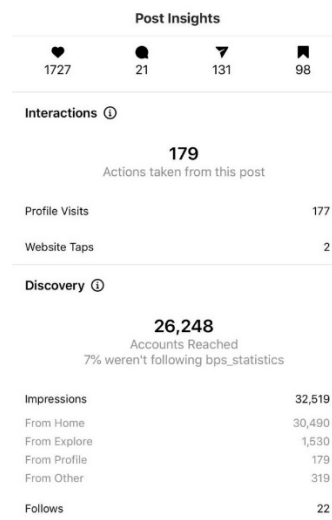 Post Insights
1727 21 131 98
Interactions
179
Actions taken from this post
Profile Visits 177
Website Taps 2
Discovery
26,248
Accounts Reached
7% weren't following bps_statistics
Impressions 32,519
From Home 30,490
From Explore 1,530
From Profile 179
From Other 319
Follows 22